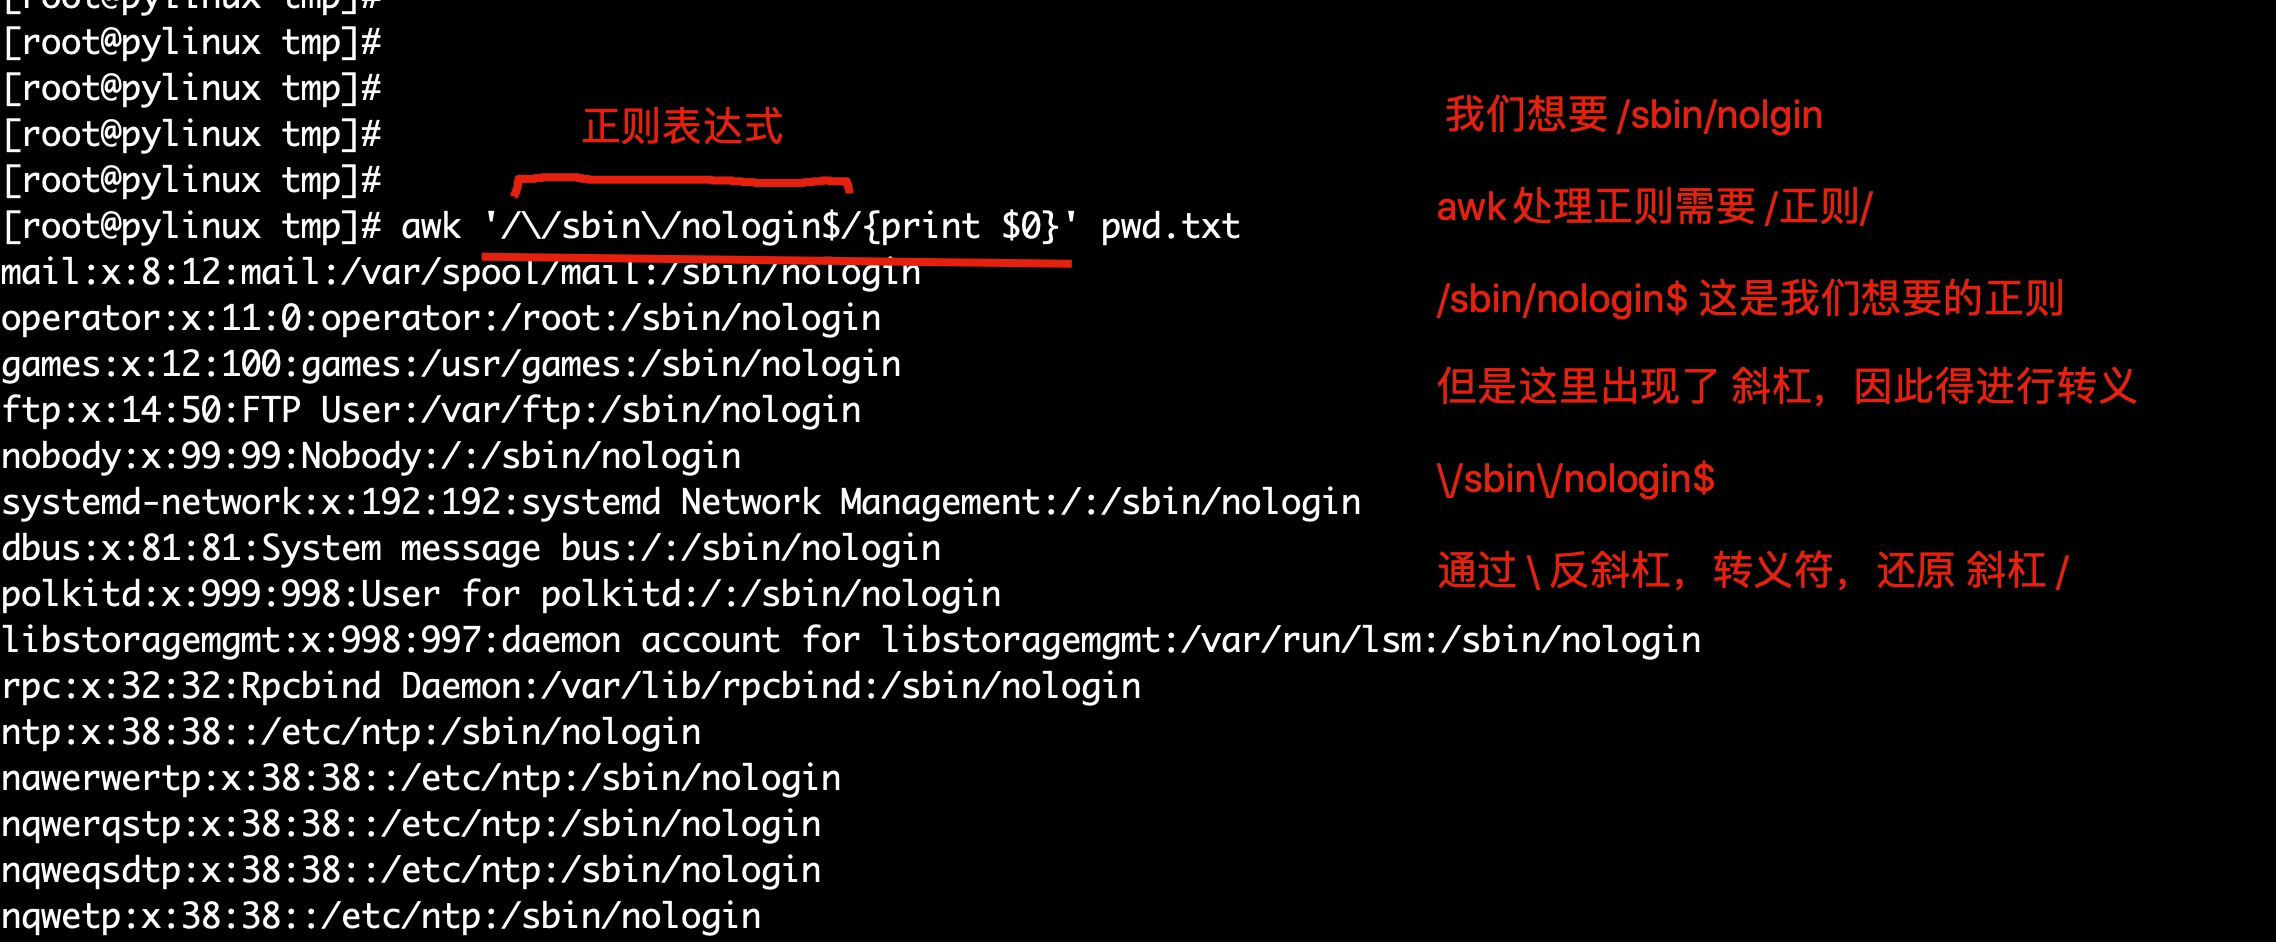 [root@pylinux tmp]#
[root@pylinux tmp]#
[root@pylinux tmp]#
[root@pylinux tmp]#
正则表达式
[root@pylinux tmp]#
[root@pylinux tmp]# awk '/\/sbin\/nologin$/{print $0}' pwd.txt
mail:x:8:12:mail:/var/spool/mail:/sbin/nologin
operator:x:11:0:operator:/root:/sbin/nologin
games:x:12:100:games:/usr/games:/sbin/nologin
ftp:x:14:50:FTP User:/var/ftp:/sbin/nologin
nobody:x:99:99:Nobody:/:/sbin/nologin
systemd-network:x:192:192:systemd Network Management:/:/sbin/nologin
dbus:x:81:81:System message bus:/:/sbin/nologin
polkitd:x:999:998:User for polkitd:/:/sbin/nologin
libstoragemgmt:x:998:997:daemon account for libstoragemgmt:/var/run/lsm:/sbin/nologin
rpc:x:32:32:Rpcbind Daemon:/var/lib/rpcbind:/sbin/nologin
ntp:x:38:38::/etc/ntp:/sbin/nologin
nawerwertp:x:38:38::/etc/ntp:/sbin/nologin
nqwerqstp:x:38:38::/etc/ntp:/sbin/nologin
nqweqsdtp:x:38:38::/etc/ntp:/sbin/nologin
nqwetp:x:38:38::/etc/ntp:/sbin/nologin
我们想要 /sbin/nolgin
awk 处理正则需要 /正则/
/sbin/nologin$ 这是我们想要的正则
但是这里出现了 斜杠，因此得进行转义
\/sbin\/nologin$
通过 \ 反斜杠，转义符，还原 斜杠 /